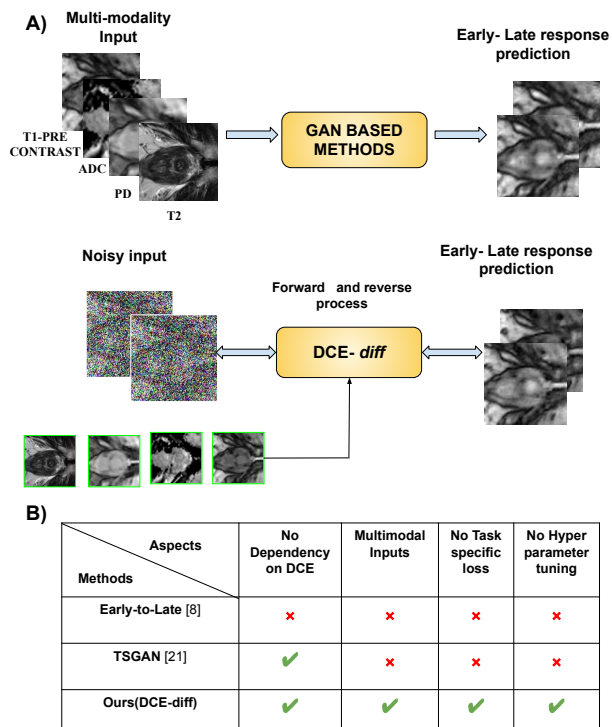 A)
Multi-modality
Input
Early- Late response
prediction
T1-PRE
CONTRAST
ADC
PD
T2
GAN BASED
METHODS
Noisy input
Forward and reverse
process
Early- Late response
prediction
DCE- diff
B)
Aspects
Methods
No
Dependency
on DCE
Multimodal
Inputs
No Task
specific
loss
No Hyper
parameter
tuning
Early-to-Late [8]
TSGAN [21]
Ours(DCE-diff)